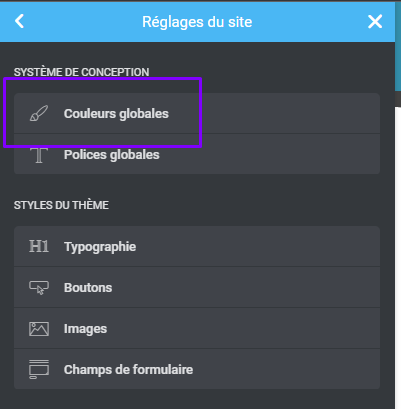 Réglages du site
SYSTÈME DE CONCEPTION
Couleurs globales
Polices globales
STYLES DU THÈME
H1 Typographie
Boutons
Images
Champs de formulaire